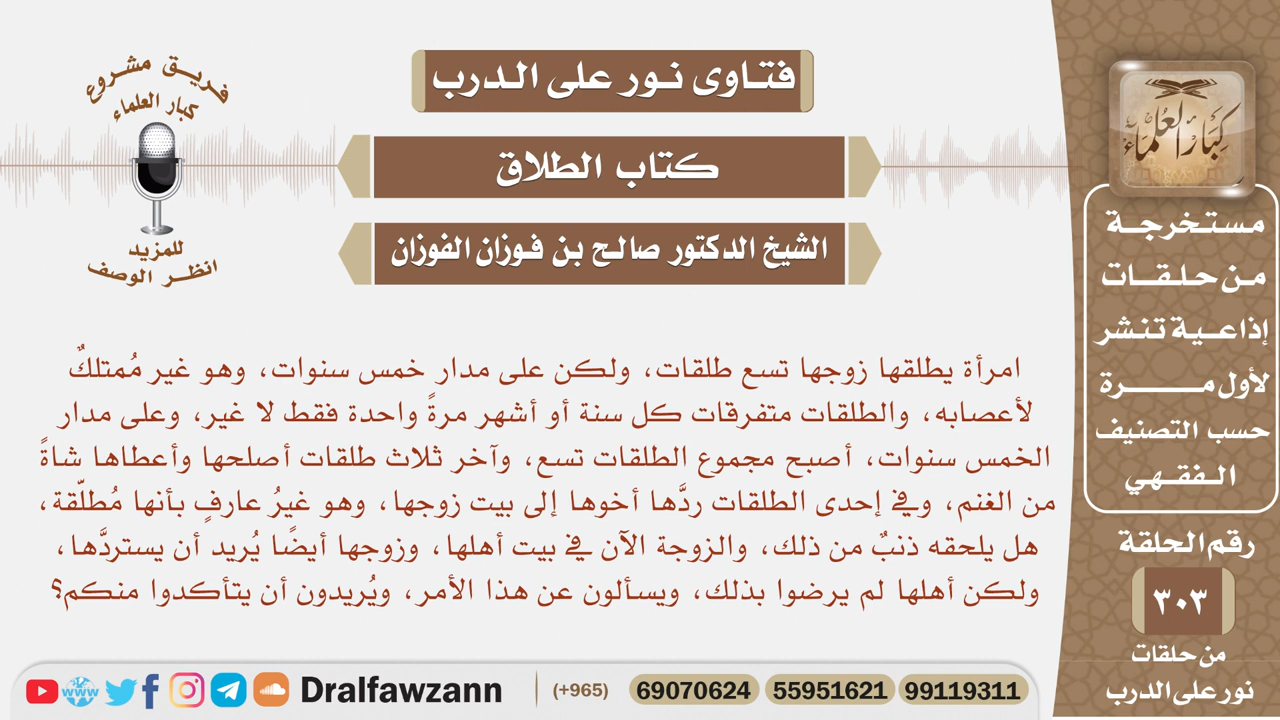 فتاوى نور على الدرب
كتاب الطلاق
الشيخ الدكتور صالح بن فوزان الفوزان
فريق مشروع
كبار العلماء
للمزيد
انظر الوصف
امرأة يطلقها زوجها تسع طلقات، ولكن على مدار خمس سنوات، وهو غير مُمتلكٌ
لأعصابه، والطلقات متفرقات كل سنة أو أشهر مرةً واحدة فقط لا غير، وعلى مدار
الخمس سنوات، أصبح مجموع الطلقات تسع، وآخر ثلاث طلقات أصلحها وأعطاها شاةً
من الغنم، وفي إحدى الطلقات ردَّها أخوها إلى بيت زوجها، وهو غيرُ عارفٍ بأنها مُطلّقة،
هل يلحقه ذنبٌ من ذلك، والزوجة الآن في بيت أهلها، وزوجها أيضًا يُريد أن يستردَّها،
ولكن أهلها لم يرضوا بذلك، ويسألون عن هذا الأمر، ويُريدون أن يتأكدوا منكم؟
كبار العلماء
مستخرجة
من حلقات
إذاعية تنشر
لأول مرة
حسب التصنيف
الفقهي
رقم الحلقة
٣٠٣
من حلقات
نور على الدرب
www
Dralfawzann
(+965)
69070624
55951621
99119311